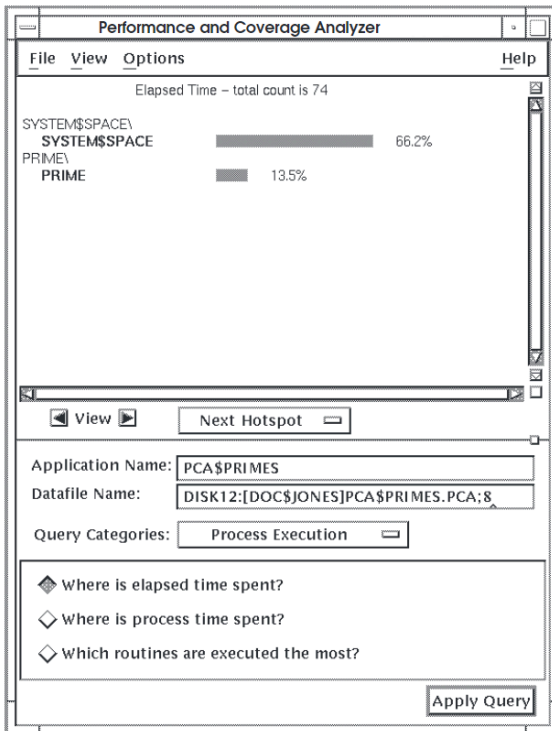 Performance and Coverage Analyzer
File View Options Help
Elapsed Time – total count is 74
SYSTEM$SPACE\
SYSTEM$SPACE 66.2%
PRIME\
PRIME 13.5%
View Next Hotspot
Application Name: PCA$PRIMES
Datafile Name: DISK12:[DOC$JONES]PCA$PRIMES.PCA;8
Query Categories: Process Execution
Where is elapsed time spent?
Where is process time spent?
Which routines are executed the most?
Apply Query